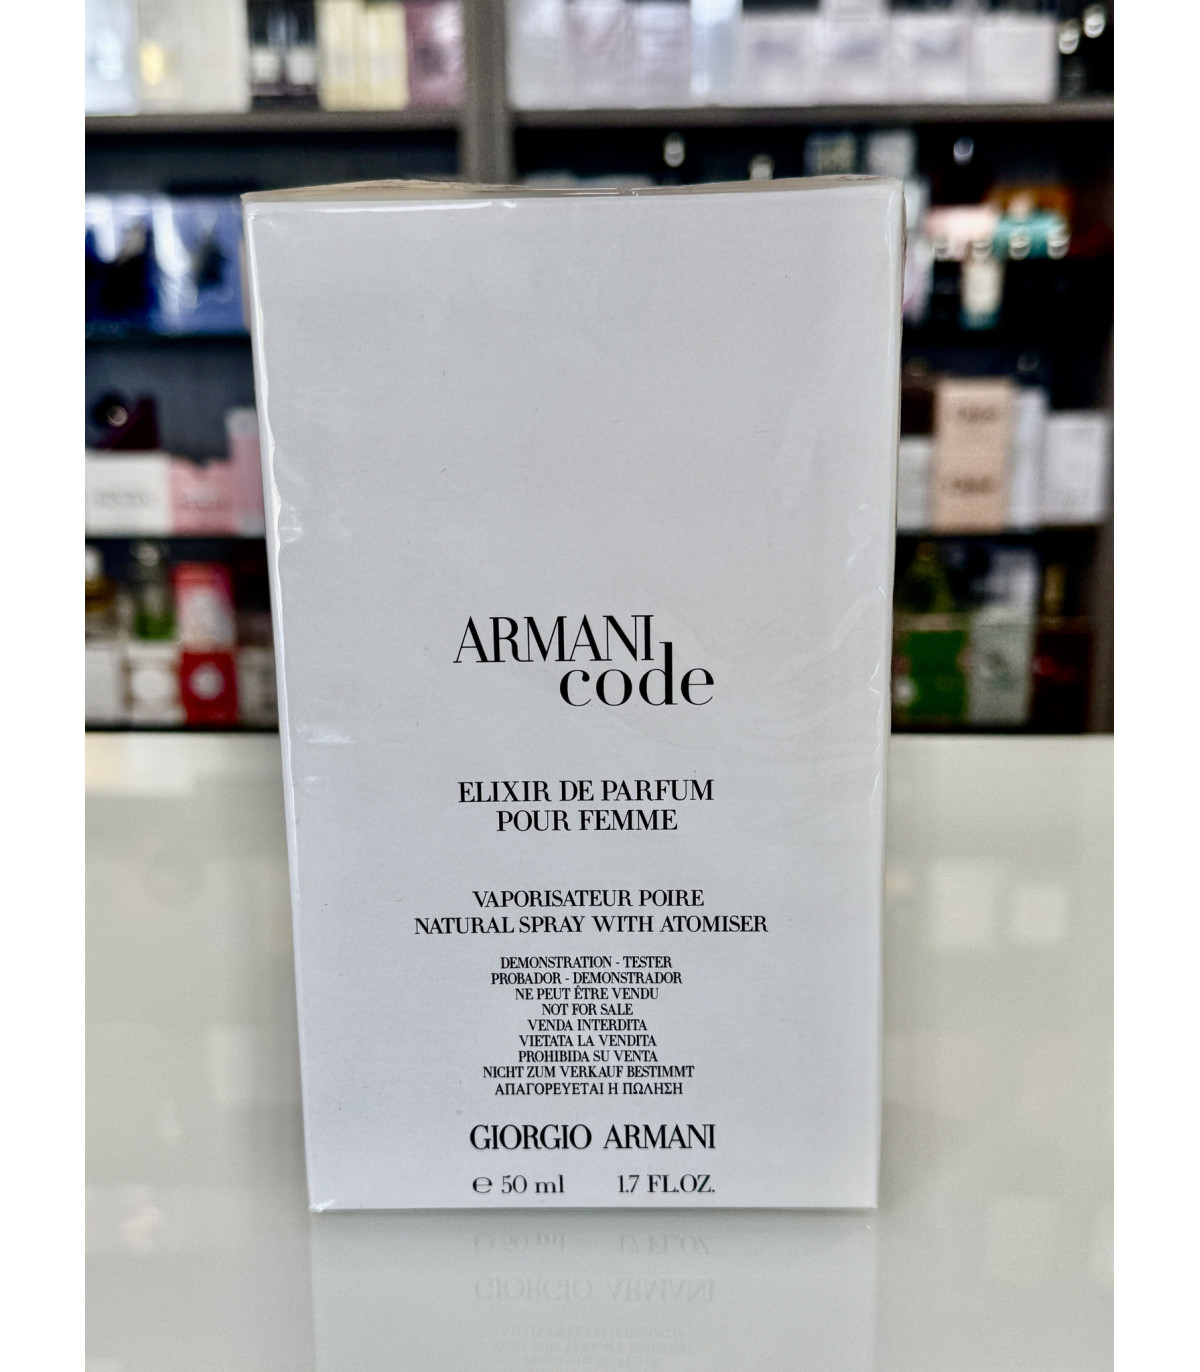 ARMANI
code
ELIXIR DE PARFUM
POUR FEMME
VAPORISATEUR POIRE
NATURAL SPRAY WITH ATOMISER
DEMONSTRATION - TESTER
PROBADOR - DEMONSTRADOR
NE PEUT ÊTRE VENDU
NOT FOR SALE
VENDA INTERDITA
VIETATA LA VENDITA
PROHIBIDA SU VENTA
NICHT ZUM VERKAUF BESTIMMT
ΑΠΑΓΟΡΕΥΕΤΑΙ Η ΠΩΛΗΣΗ
GIORGIO ARMANI
℮ 50 ml 1.7 FL.OZ.